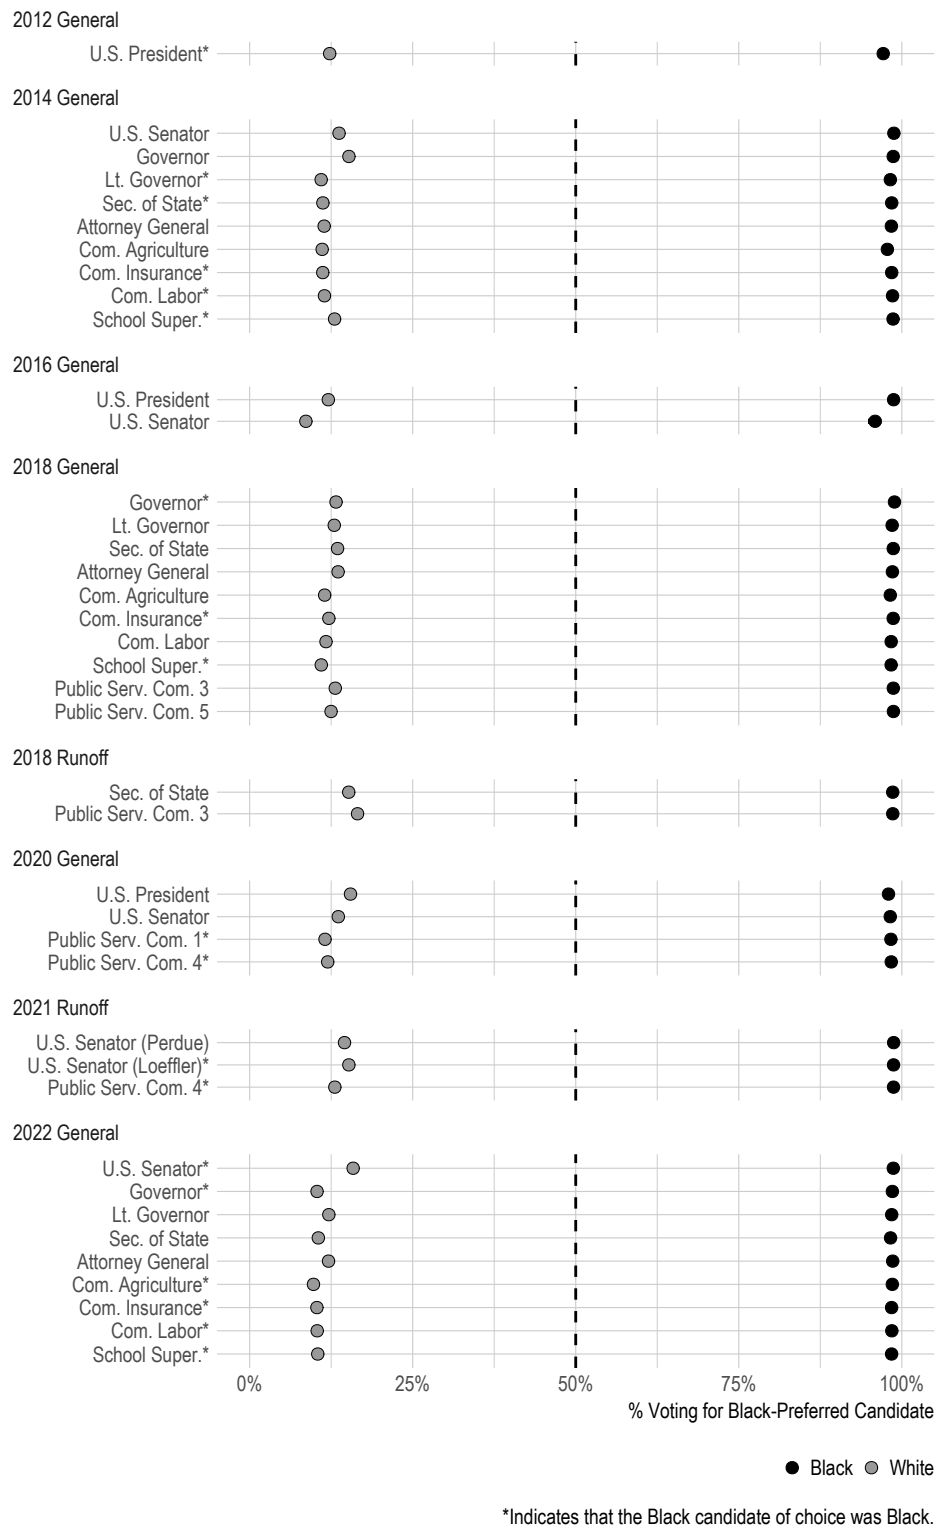 2012 General
U.S. President*
2014 General
U.S. Senator
Governor
Lt. Governor*
Sec. of State*
Attorney General
Com. Agriculture
Com. Insurance*
Com. Labor*
School Super.*
2016 General
U.S. President
U.S. Senator
2018 General
Governor*
Lt. Governor
Sec. of State
Attorney General
Com. Agriculture
Com. Insurance*
Com. Labor
School Super.*
Public Serv. Com. 3
Public Serv. Com. 5
2018 Runoff
Sec. of State
Public Serv. Com. 3
2020 General
U.S. President
U.S. Senator
Public Serv. Com. 1*
Public Serv. Com. 4*
2021 Runoff
U.S. Senator (Perdue)
U.S. Senator (Loeffler)*
Public Serv. Com. 4*
2022 General
U.S. Senator*
Governor*
Lt. Governor
Sec. of State
Attorney General
Com. Agriculture*
Com. Insurance*
Com. Labor*
School Super.*
0% 25% 50% 75% 100%
% Voting for Black-Preferred Candidate
Black White
*Indicates that the Black candidate of choice was Black.